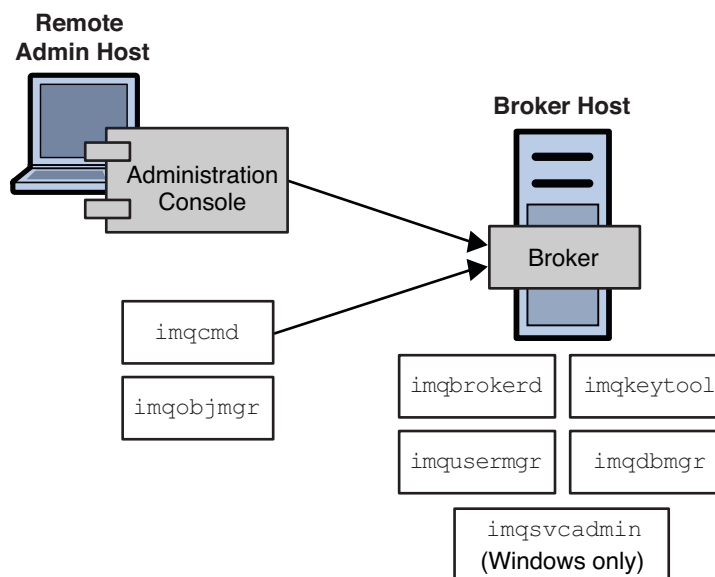 Remote
Admin Host
Broker Host
Administration
Console
Broker
imqcmd
imqobjmgr
imqbrokerd
imqkeytool
imqusermgr
imqdbmgr
imqsvcadmin
(Windows only)